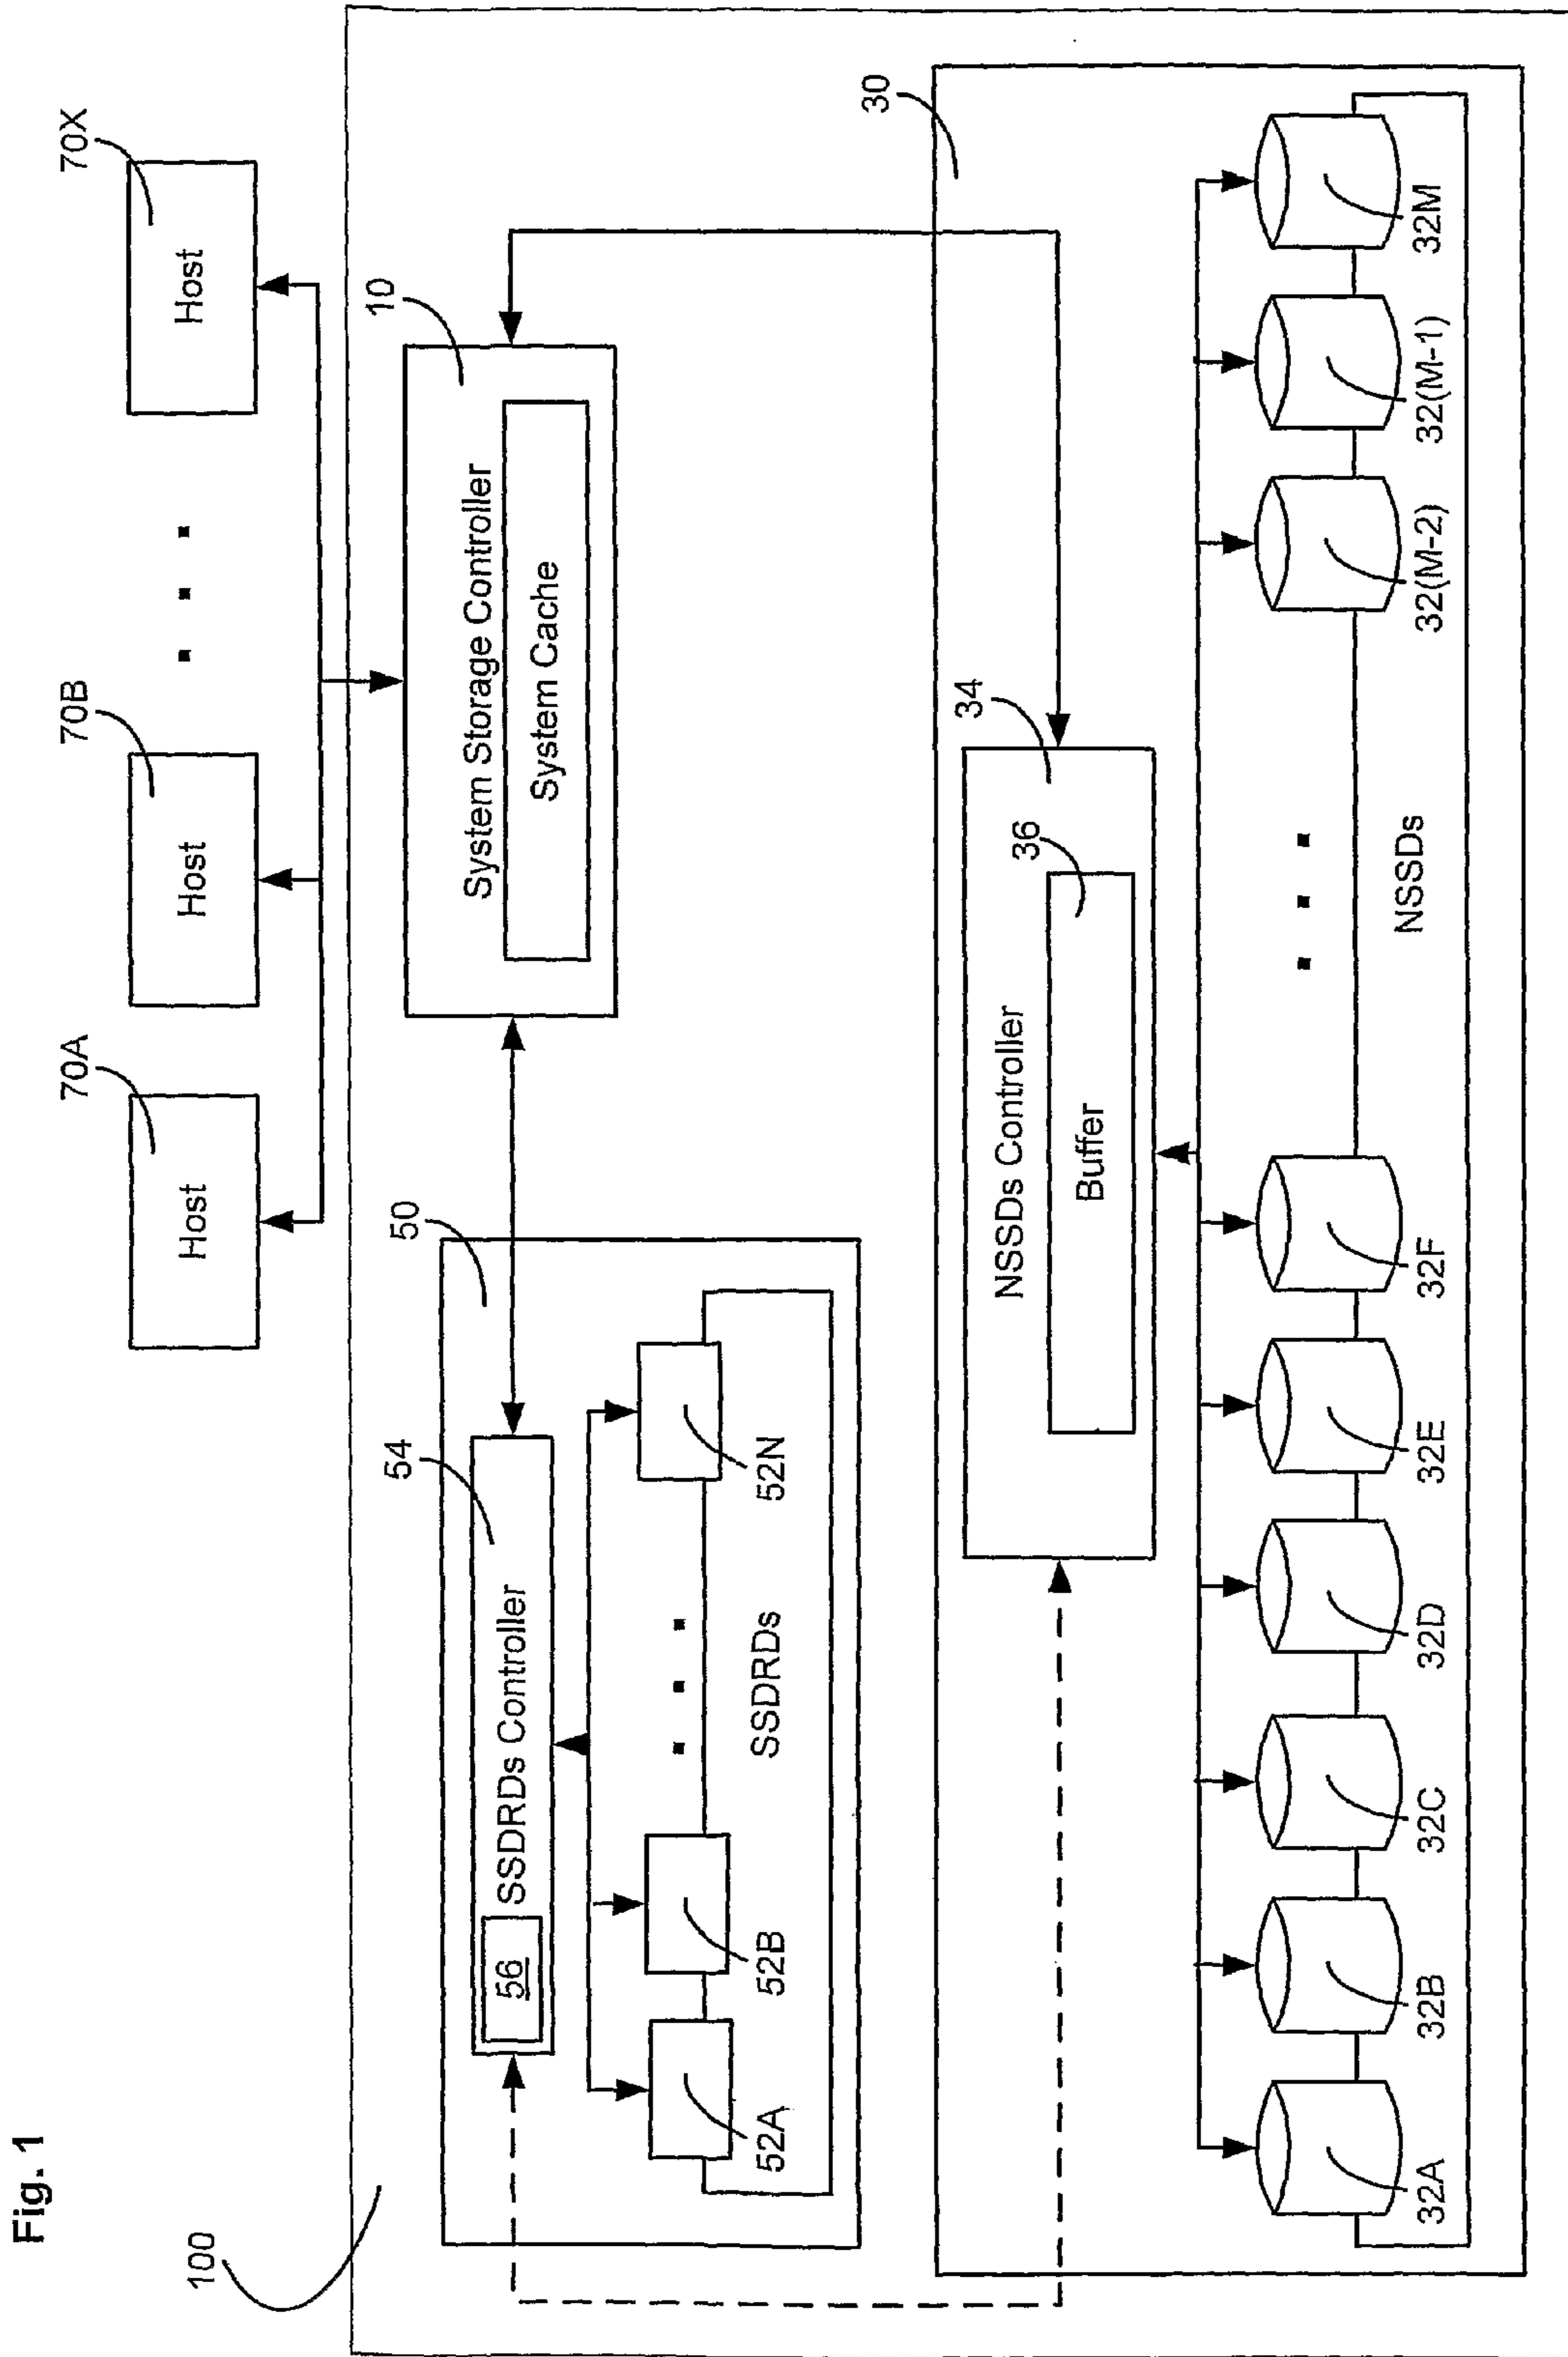 Fig. 1
100
70A
70B
70X
Host
Host
Host
10
System Storage Controller
System Cache
50
54
56
SSDRDs Controller
52A
52B
52N
SSDRDs
30
34
NSSDs Controller
36
Buffer
32A
32B
32C
32D
32E
32F
32(M-2)
32(M-1)
32M
NSSDs